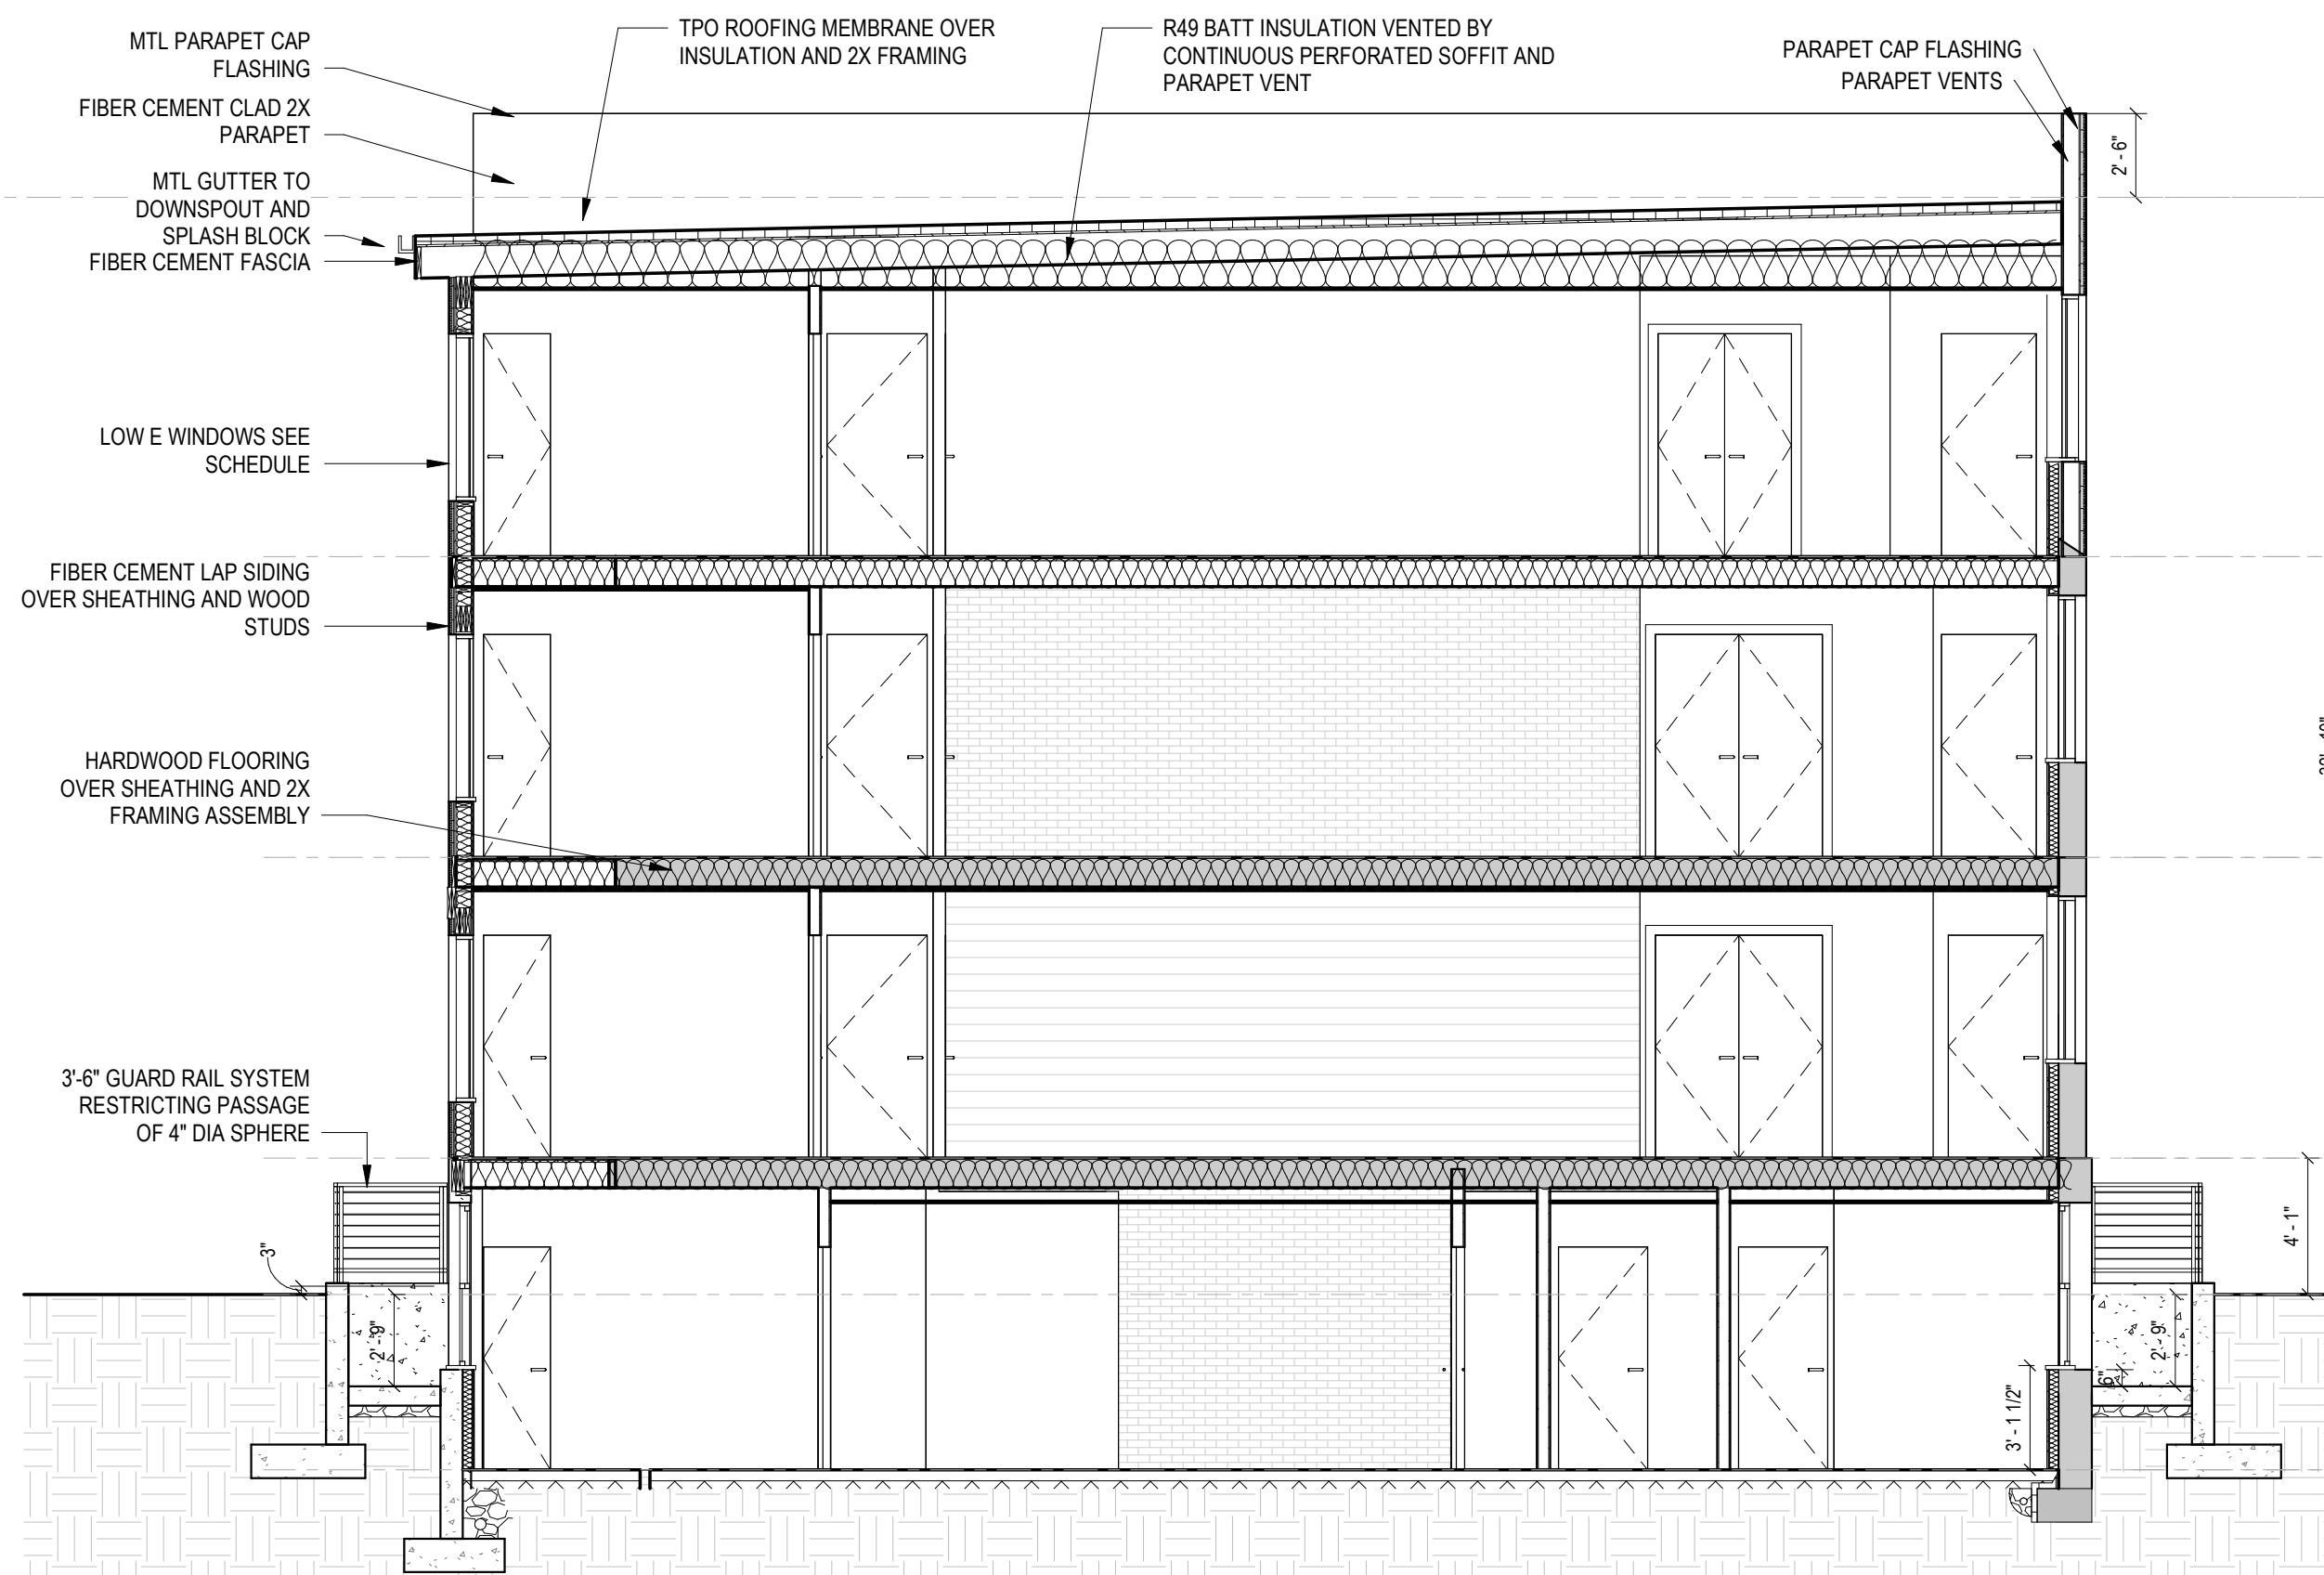 MTL PARAPET CAP
FLASHING
FIBER CEMENT CLAD 2X
PARAPET
MTL GUTTER TO
DOWNSPOUT AND
SPLASH BLOCK
FIBER CEMENT FASCIA
TPO ROOFING MEMBRANE OVER
INSULATION AND 2X FRAMING
R49 BATT INSULATION VENTED BY
CONTINUOUS PERFORATED SOFFIT AND
PARAPET VENT
PARAPET CAP FLASHING
PARAPET VENTS
2' - 6"
LOW E WINDOWS SEE
SCHEDULE
FIBER CEMENT LAP SIDING
OVER SHEATHING AND WOOD
STUDS
HARDWOOD FLOORING
OVER SHEATHING AND 2X
FRAMING ASSEMBLY
3'-6" GUARD RAIL SYSTEM
RESTRICTING PASSAGE
OF 4" DIA SPHERE
3"
2' - 9"
4' - 1"
2' - 9"
6"
3' - 1 1/2"